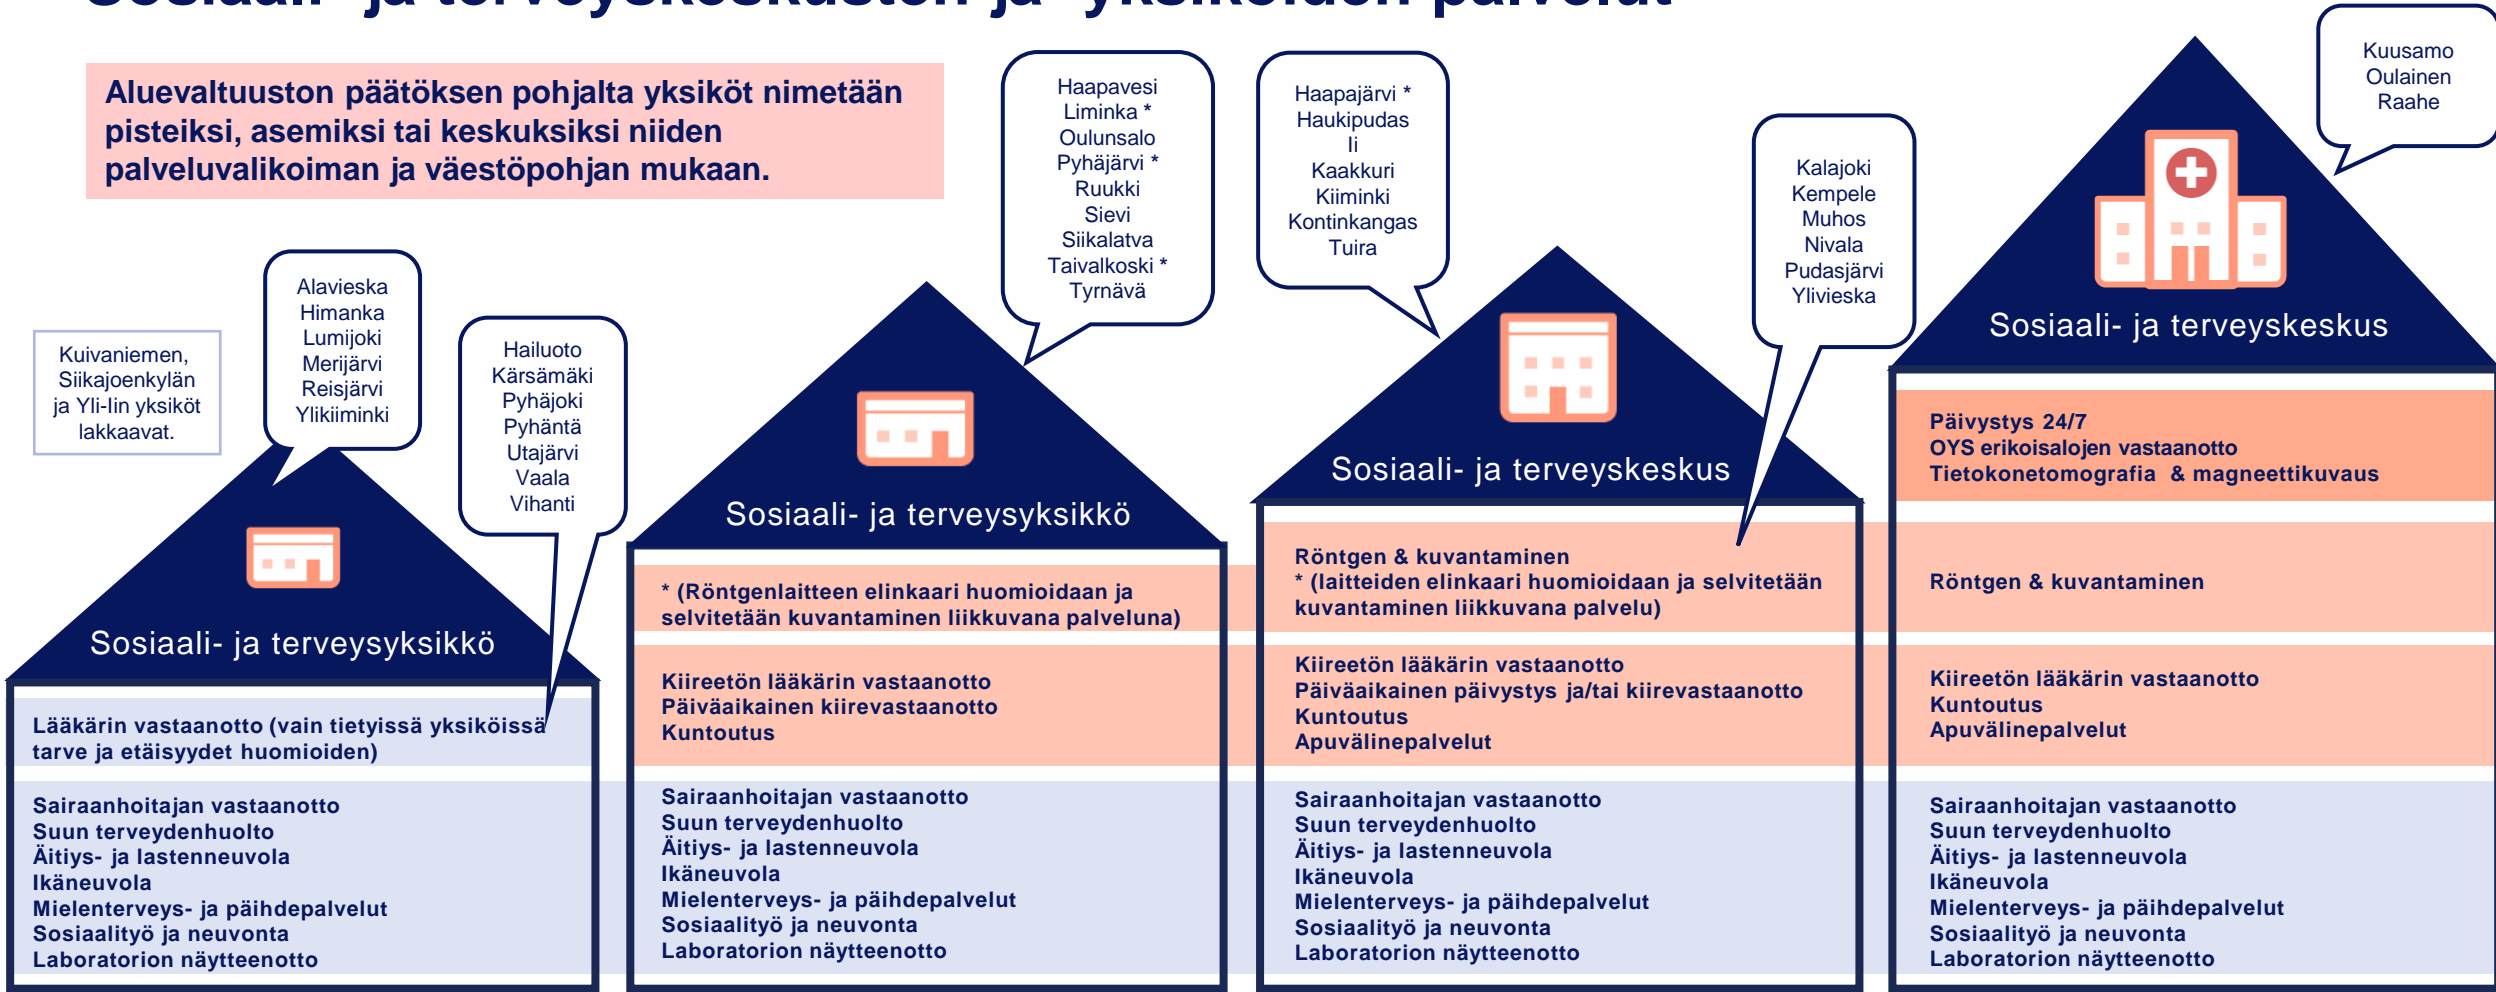 Sosiaali- ja terveyskeskusten ja -yksiköiden palvelut
Aluevaltuuston päätöksen pohjalta yksiköt nimetään
pisteiksi, asemiksi tai keskuksiksi niiden
palveluvalikoiman ja väestöpohjan mukaan.
Kuivaniemen,
Siikajoenkylän
ja Yli-Iin yksiköt
lakkaavat.
Alavieska
Himanka
Lumijoki
Merijärvi
Reisjärvi
Ylikiiminki
Hailuoto
Kärsämäki
Pyhäjoki
Pyhäntä
Utajärvi
Vaala
Vihanti
Sosiaali- ja terveysyksikkö
Lääkärin vastaanotto (vain tietyissä yksiköissä
tarve ja etäisyydet huomioiden)
Sairaanhoitajan vastaanotto
Suun terveydenhuolto
Äitiys- ja lastenneuvola
Ikäneuvola
Mielenterveys- ja päihdepalvelut
Sosiaalityö ja neuvonta
Laboratorion näytteenotto
Haapavesi
Liminka *
Oulunsalo
Pyhäjärvi *
Ruukki
Sievi
Siikalatva
Taivalkoski *
Tyrnävä
Sosiaali- ja terveysyksikkö
* (Röntgenlaitteen elinkaari huomioidaan ja
selvitetään kuvantaminen liikkuvana palveluna)
Kiireetön lääkärin vastaanotto
Päiväaikainen kiirevastaanotto
Kuntoutus
Sairaanhoitajan vastaanotto
Suun terveydenhuolto
Äitiys- ja lastenneuvola
Ikäneuvola
Mielenterveys- ja päihdepalvelut
Sosiaalityö ja neuvonta
Laboratorion näytteenotto
Haapajärvi *
Haukipudas
Ii
Kaakkuri
Kiiminki
Kontinkangas
Tuira
Kalajoki
Kempele
Muhos
Nivala
Pudasjärvi
Ylivieska
Sosiaali- ja terveyskeskus
Röntgen & kuvantaminen
* (laitteiden elinkaari huomioidaan ja selvitetään
kuvantaminen liikkuvana palvelu)
Kiireetön lääkärin vastaanotto
Päiväaikainen päivystys ja/tai kiirevastaanotto
Kuntoutus
Apuvälinepalvelut
Sairaanhoitajan vastaanotto
Suun terveydenhuolto
Äitiys- ja lastenneuvola
Ikäneuvola
Mielenterveys- ja päihdepalvelut
Sosiaalityö ja neuvonta
Laboratorion näytteenotto
Kuusamo
Oulainen
Raahe
Sosiaali- ja terveyskeskus
Päivystys 24/7
OYS erikoisalojen vastaanotto
Tietokonetomografia & magneettikuvaus
Röntgen & kuvantaminen
Kiireetön lääkärin vastaanotto
Kuntoutus
Apuvälinepalvelut
Sairaanhoitajan vastaanotto
Suun terveydenhuolto
Äitiys- ja lastenneuvola
Ikäneuvola
Mielenterveys- ja päihdepalvelut
Sosiaalityö ja neuvonta
Laboratorion näytteenotto